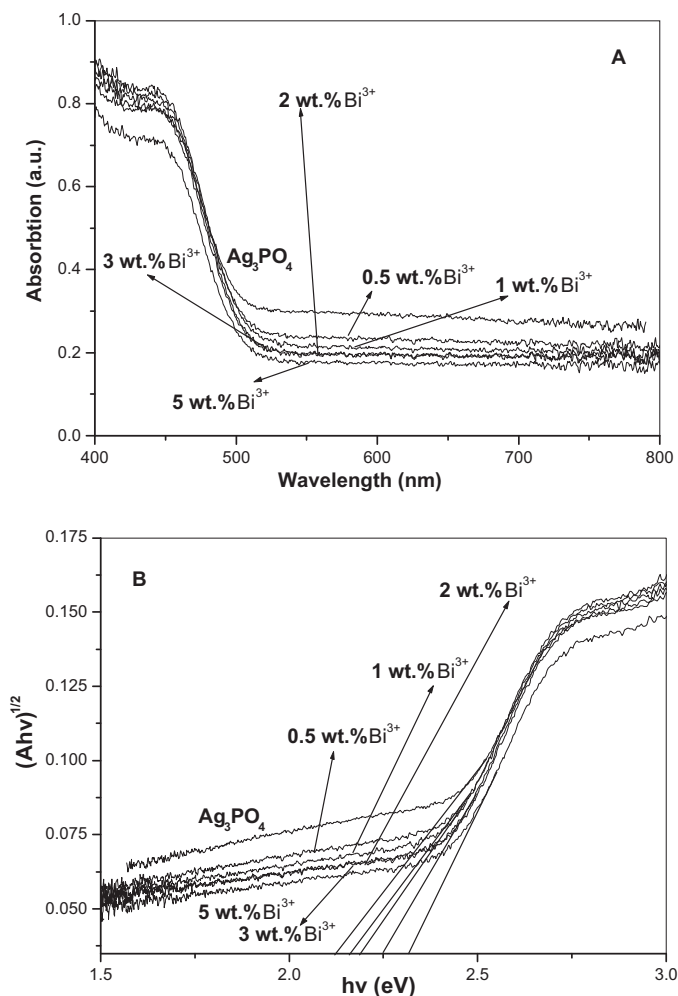 1.0
A
2 wt.%Bi³⁺
0.8
0.6
Absorbtion (a.u.)
Ag₃PO₄
3 wt.%Bi³⁺
0.5 wt.%Bi³⁺
1 wt.%Bi³⁺
0.4
0.2
5 wt.%Bi³⁺
0.0
400 500 600 700 800
Wavelength (nm)
0.175
B
2 wt.%Bi³⁺
0.150
1 wt.%Bi³⁺
0.125
(Ahv)¹ᐟ²
0.5 wt.%Bi³⁺
0.100
Ag₃PO₄
0.075
5 wt.%Bi³⁺
0.050
3 wt.%Bi³⁺
1.5 2.0 2.5 3.0
hv (eV)